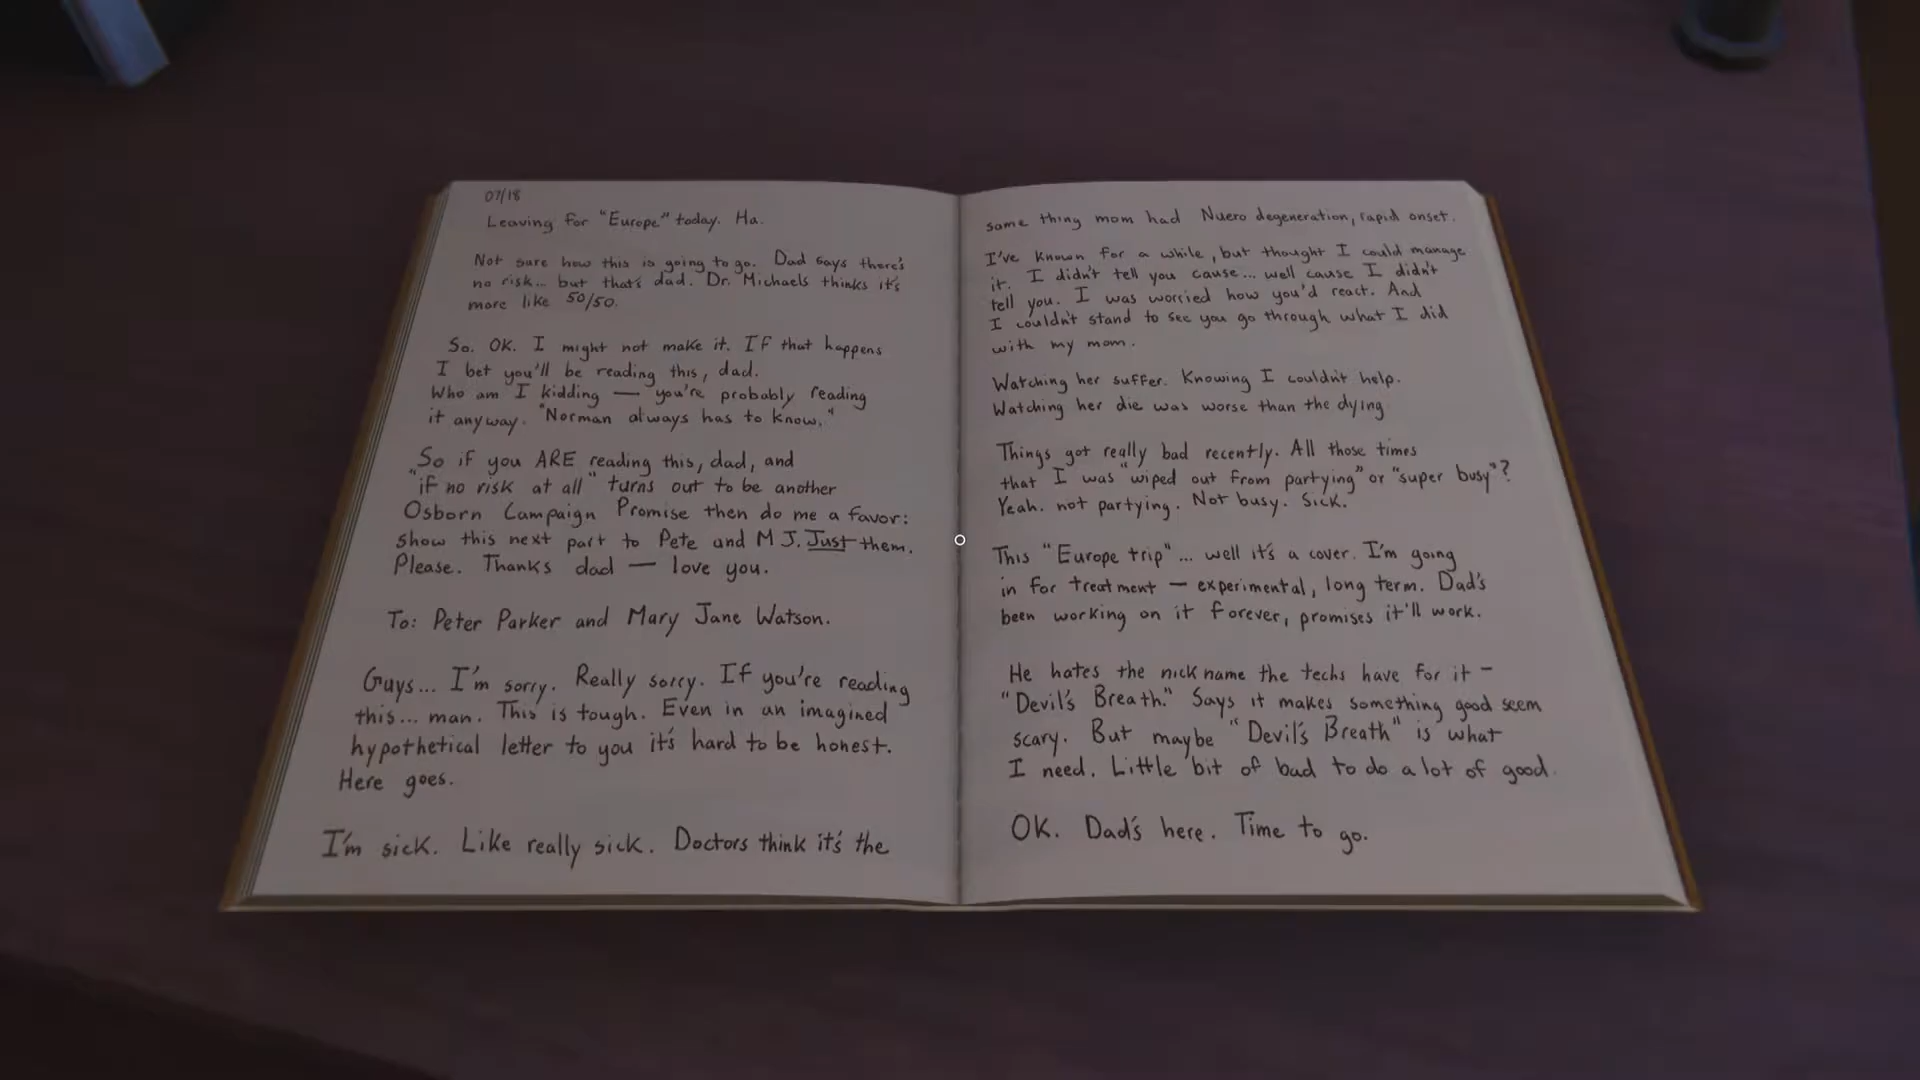 07/18
Leaving for "Europe" today. Ha.
Not sure how this is going to go. Dad says there's
no risk... but that's dad. Dr. Michaels thinks it's
more like 50/50.
So. OK. I might not make it. IF that happens
I bet you'll be reading this, dad.
Who am I kidding — you're probably reading
it anyway. "Norman always has to know."
So if you ARE reading this, dad, and
"if no risk at all" turns out to be another
Osborn Campaign Promise then do me a favor:
show this next part to Pete and MJ. Just them.
Please. Thanks dad — love you.
To: Peter Parker and Mary Jane Watson.
Guys... I'm sorry. Really sorry. If you're reading
this... man. This is tough. Even in an imagined
hypothetical letter to you it's hard to be honest.
Here goes.
I'm sick. Like really sick. Doctors think it's the
same thing mom had Nuero degeneration, rapid onset.
I've known for a while, but thought I could manage
it. I didn't tell you cause... well cause I didn't
tell you. I was worried how you'd react. And
I couldn't stand to see you go through what I did
with my mom.
Watching her suffer. Knowing I couldn't help.
Watching her die was worse than the dying
Things got really bad recently. All those times
that I was "wiped out from partying" or "super busy"?
Yeah. not partying. Not busy. Sick.
This "Europe trip"... well it's a cover. I'm going
in for treatment — experimental, long term. Dad's
been working on it forever, promises it'll work.
He hates the nickname the techs have for it -
"Devil's Breath." Says it makes something good seem
scary. But maybe "Devil's Breath" is what
I need. Little bit of bad to do a lot of good.
OK. Dad's here. Time to go.